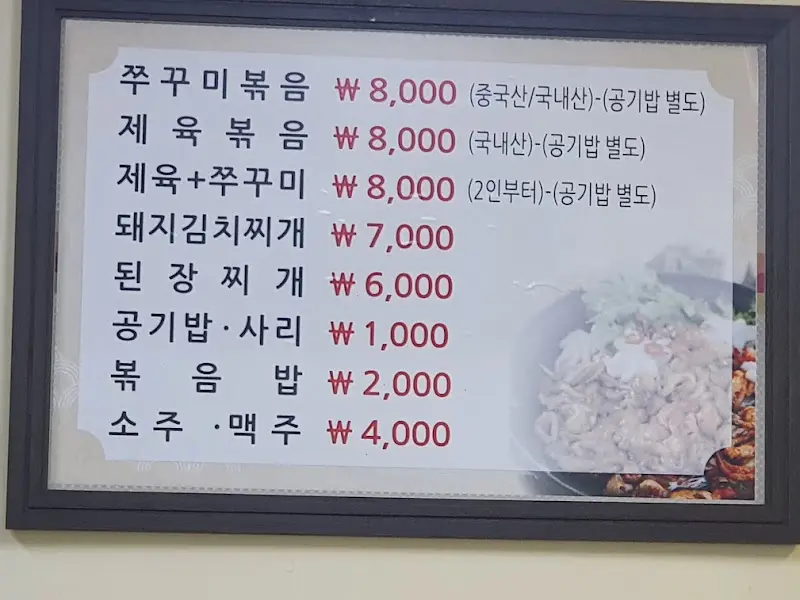 쭈꾸미볶음 ₩ 8,000 (중국산/국내산)-(공기밥 별도)
제육볶음 ₩ 8,000 (국내산)-(공기밥 별도)
제육+쭈꾸미 ₩ 8,000 (2인부터)-(공기밥 별도)
돼지김치찌개 ₩ 7,000
된장찌개 ₩ 6,000
공기밥·사리 ₩ 1,000
볶음밥 ₩ 2,000
소주·맥주 ₩ 4,000